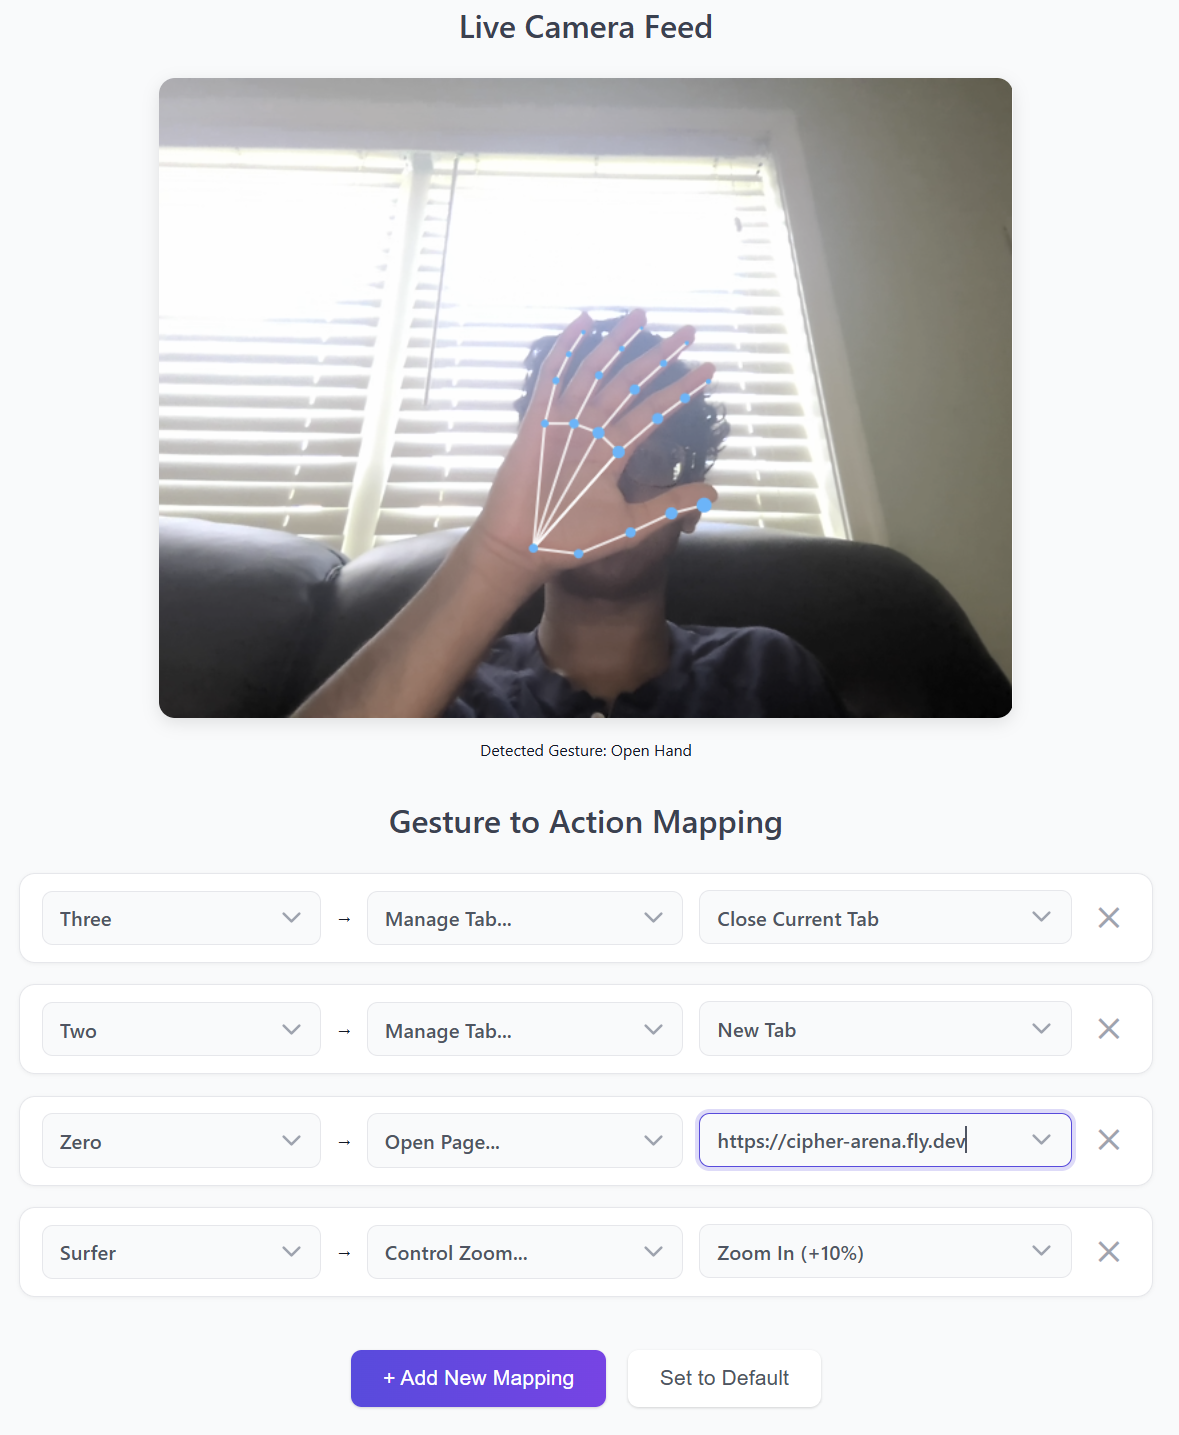 Live Camera Feed
Detected Gesture: Open Hand
Gesture to Action Mapping
Three → Manage Tab... Close Current Tab
Two → Manage Tab... New Tab
Zero → Open Page... https://cipher-arena.fly.dev
Surfer → Control Zoom... Zoom In (+10%)
+ Add New Mapping Set to Default